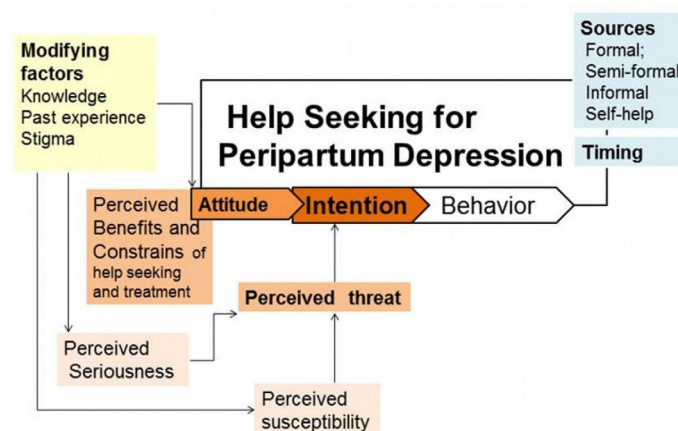 Modifying
factors
Knowledge
Past experience
Stigma
Sources
Formal;
Semi-formal
Informal
Self-help
Timing
Help Seeking for
Peripartum Depression
Perceived
Benefits and
Constrains of
help seeking
and treatment
Attitude
Intention
Behavior
Perceived threat
Perceived
Seriousness
Perceived
susceptibility